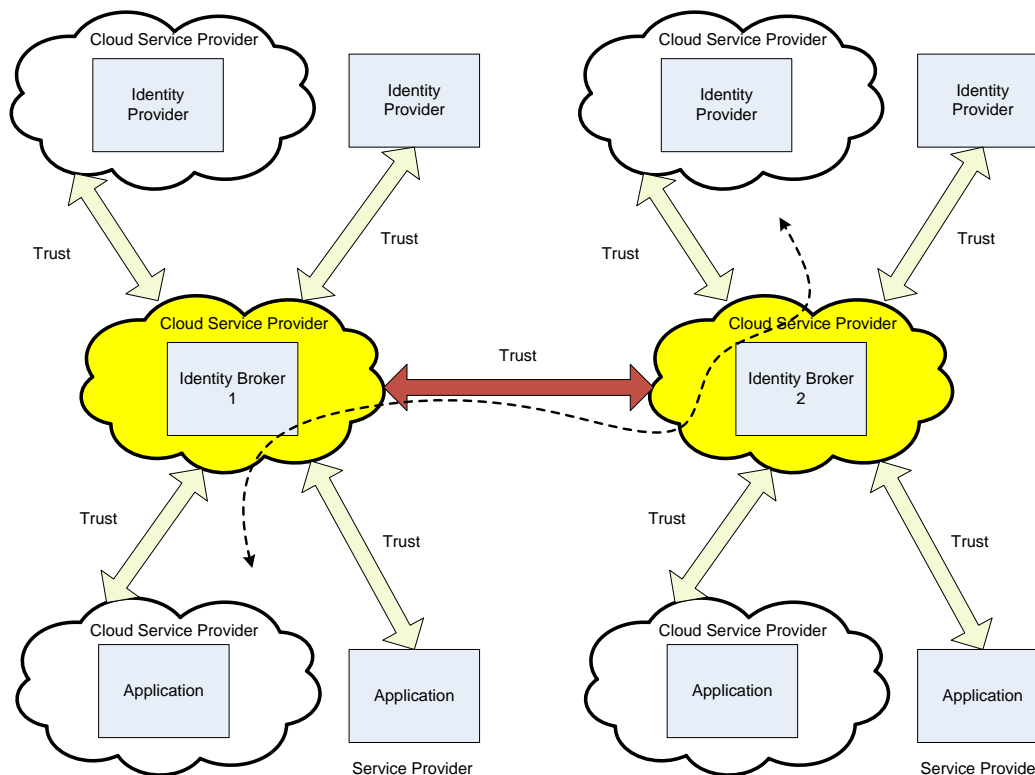 Cloud Service Provider
Identity
Provider
Identity
Provider
Cloud Service Provider
Identity
Provider
Identity
Provider
Trust
Trust
Trust
Trust
Cloud Service Provider
Identity Broker
1
Trust
Cloud Service Provider
Identity Broker
2
Trust
Trust
Trust
Trust
Cloud Service Provider
Application
Application
Service Provider
Cloud Service Provider
Application
Application
Service Provide